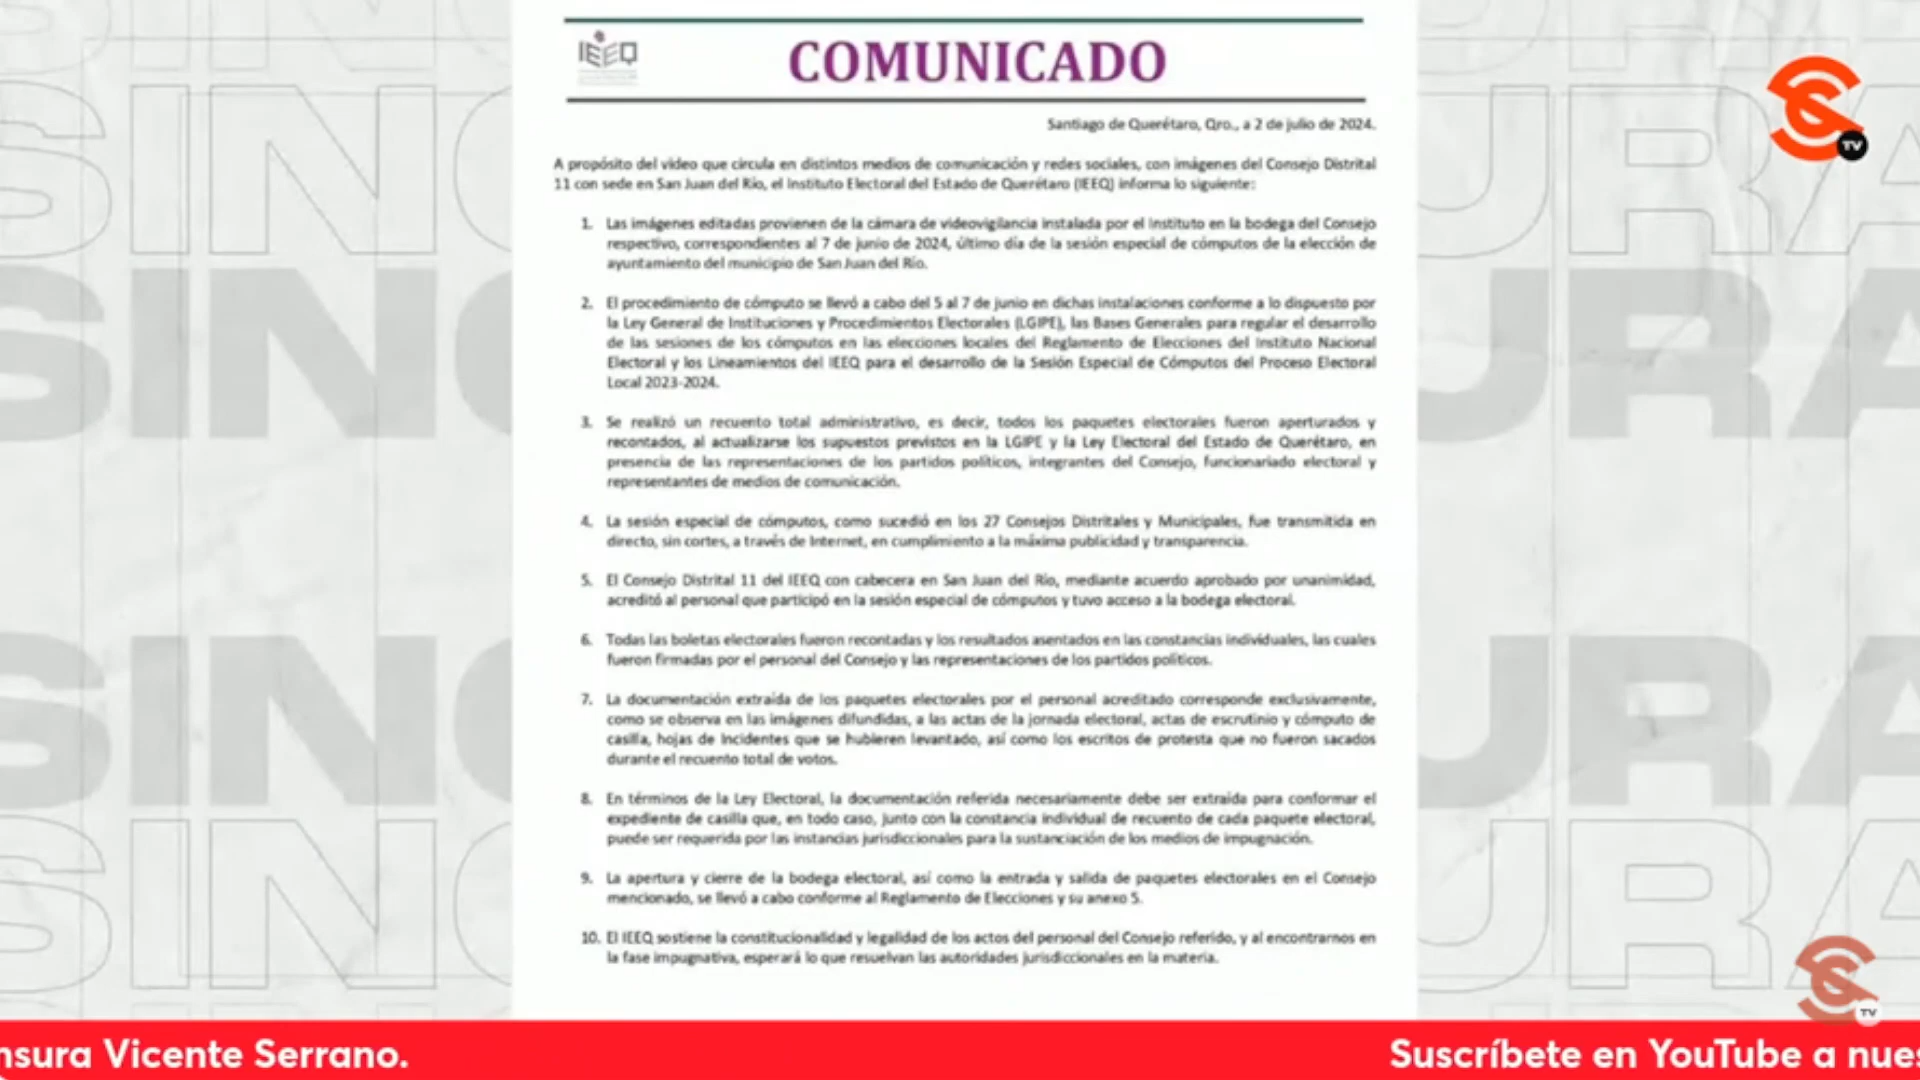 IEEQ
COMUNICADO
Santiago de Querétaro, Qro., a 2 de julio de 2024.
A propósito del video que circula en distintos medios de comunicación y redes sociales, con imágenes del Consejo Distrital
11 con sede en San Juan del Río, el Instituto Electoral del Estado de Querétaro (IEEQ) informa lo siguiente:
1. Las imágenes editadas provienen de la cámara de videovigilancia instalada por el Instituto en la bodega del Consejo
respectivo, correspondientes al 7 de junio de 2024, último día de la sesión especial de cómputos de la elección de
ayuntamiento del municipio de San Juan del Río.
2. El procedimiento de cómputo se llevó a cabo del 5 al 7 de junio en dichas instalaciones conforme a lo dispuesto por
la Ley General de Instituciones y Procedimientos Electorales (LGIPE), las Bases Generales para regular el desarrollo
de las sesiones de los cómputos en las elecciones locales del Reglamento de Elecciones del Instituto Nacional
Electoral y los Lineamientos del IEEQ para el desarrollo de la Sesión Especial de Cómputos del Proceso Electoral
Local 2023-2024.
3. Se realizó un recuento total administrativo, es decir, todos los paquetes electorales fueron aperturados y
recontados, al actualizarse los supuestos previstos en la LGIPE y la Ley Electoral del Estado de Querétaro, en
presencia de las representaciones de los partidos políticos, integrantes del Consejo, funcionariado electoral y
representantes de medios de comunicación.
4. La sesión especial de cómputos, como sucedió en los 27 Consejos Distritales y Municipales, fue transmitida en
directo, sin cortes, a través de Internet, en cumplimiento a la máxima publicidad y transparencia.
5. El Consejo Distrital 11 del IEEQ con cabecera en San Juan del Río, mediante acuerdo aprobado por unanimidad,
acreditó al personal que participó en la sesión especial de cómputos y tuvo acceso a la bodega electoral.
6. Todas las boletas electorales fueron recontadas y los resultados asentados en las constancias individuales, las cuales
fueron firmadas por el personal del Consejo y las representaciones de los partidos políticos.
7. La documentación extraída de los paquetes electorales por el personal acreditado corresponde exclusivamente,
como se observa en las imágenes difundidas, a las actas de la jornada electoral, actas de escrutinio y cómputo de
casilla, hojas de Incidentes que se hubieren levantado, así como los escritos de protesta que no fueron sacados
durante el recuento total de votos.
8. En términos de la Ley Electoral, la documentación referida necesariamente debe ser extraída para conformar el
expediente de casilla que, en todo caso, junto con la constancia individual de recuento de cada paquete electoral,
puede ser requerida por las instancias jurisdiccionales para la sustanciación de los medios de impugnación.
9. La apertura y cierre de la bodega electoral, así como la entrada y salida de paquetes electorales en el Consejo
mencionado, se llevó a cabo conforme al Reglamento de Elecciones y su anexo 5.
10. El IEEQ sostiene la constitucionalidad y legalidad de los actos del personal del Consejo referido, y al encontrarnos en
la fase impugnativa, esperará lo que resuelvan las autoridades jurisdiccionales en la materia.
TV
TV
SIN
URA
SIN
URA
SIN
URA
SIN
URA
nsura Vicente Serrano.
Suscríbete en YouTube a nues